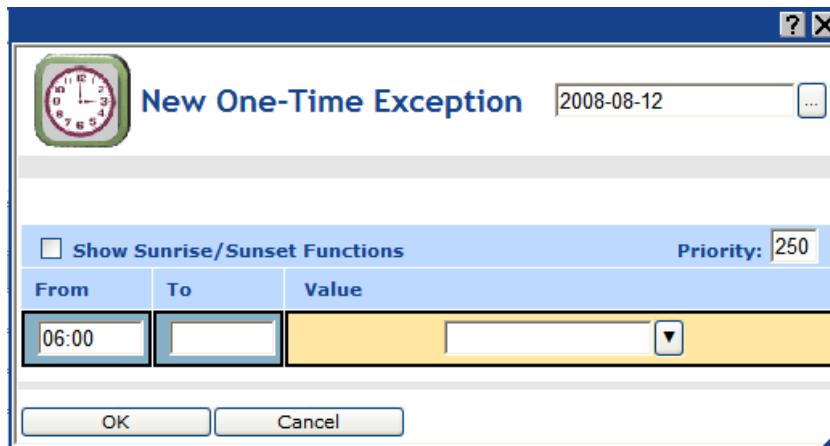 ?
New One-Time Exception 2008-08-12 ...
Show Sunrise/Sunset Functions Priority: 250
From To Value
06:00
OK Cancel